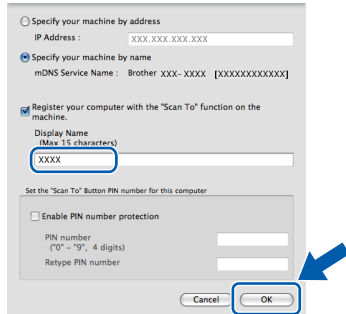 Specify your machine by address
IP Address : XXX.XXX.XXX.XXX
Specify your machine by name
mDNS Service Name : Brother XXX-XXXX [XXXXXXXXXXXX]
Register your computer with the "Scan To" function on the
machine.
Display Name
(Max 15 characters)
XXXX
Set the "Scan To" Button PIN number for this computer
Enable PIN number protection
PIN number
("0" - "9", 4 digits)
Retype PIN number
Cancel OK